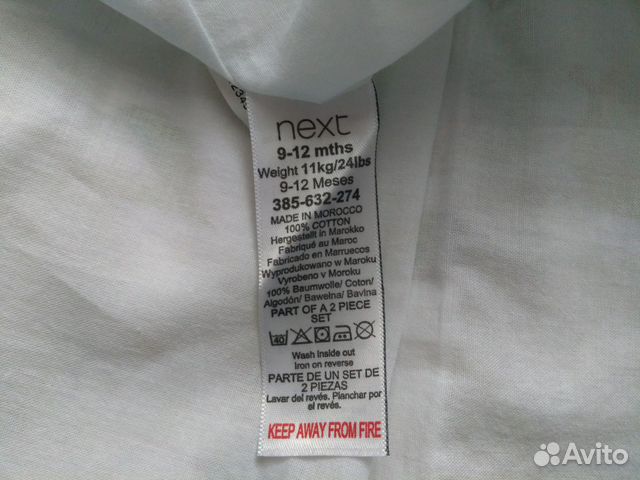 next
9-12 mths
Weight 11kg/24lbs
9-12 Meses
385-632-274
MADE IN MOROCCO
100% COTTON
Hergestellt in Marokko
Fabriqué au Maroc
Fabricado en Marruecos
Wyprodukowano w Maroku
Vyrobeno v Moroku
100% Baumwolle/ Coton/
Algodón/ Bawełna/ Bavlna
PART OF A 2 PIECE
SET
40
Wash inside out
Iron on reverse
PARTE DE UN SET DE
2 PIEZAS
Lavar del revés. Planchar por
el revés.
KEEP AWAY FROM FIRE
Avito